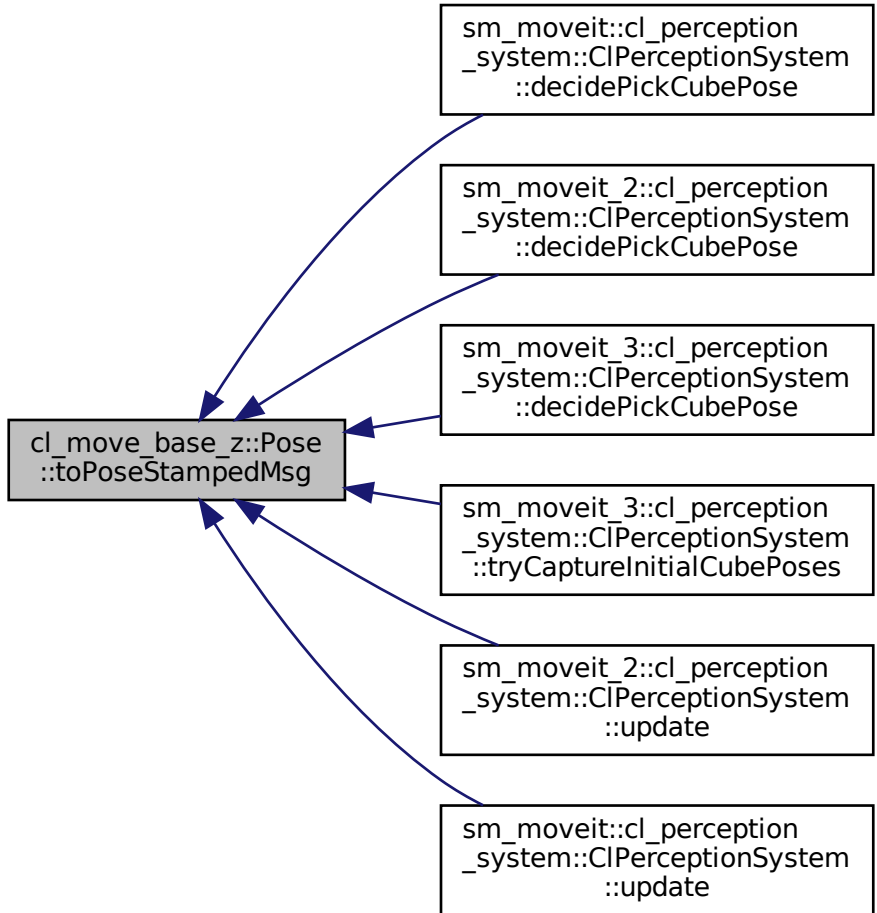 sm_moveit::cl_perception
_system::ClPerceptionSystem
::decidePickCubePose
sm_moveit_2::cl_perception
_system::ClPerceptionSystem
::decidePickCubePose
sm_moveit_3::cl_perception
_system::ClPerceptionSystem
::decidePickCubePose
cl_move_base_z::Pose
::toPoseStampedMsg
sm_moveit_3::cl_perception
_system::ClPerceptionSystem
::tryCaptureInitialCubePoses
sm_moveit_2::cl_perception
_system::ClPerceptionSystem
::update
sm_moveit::cl_perception
_system::ClPerceptionSystem
::update